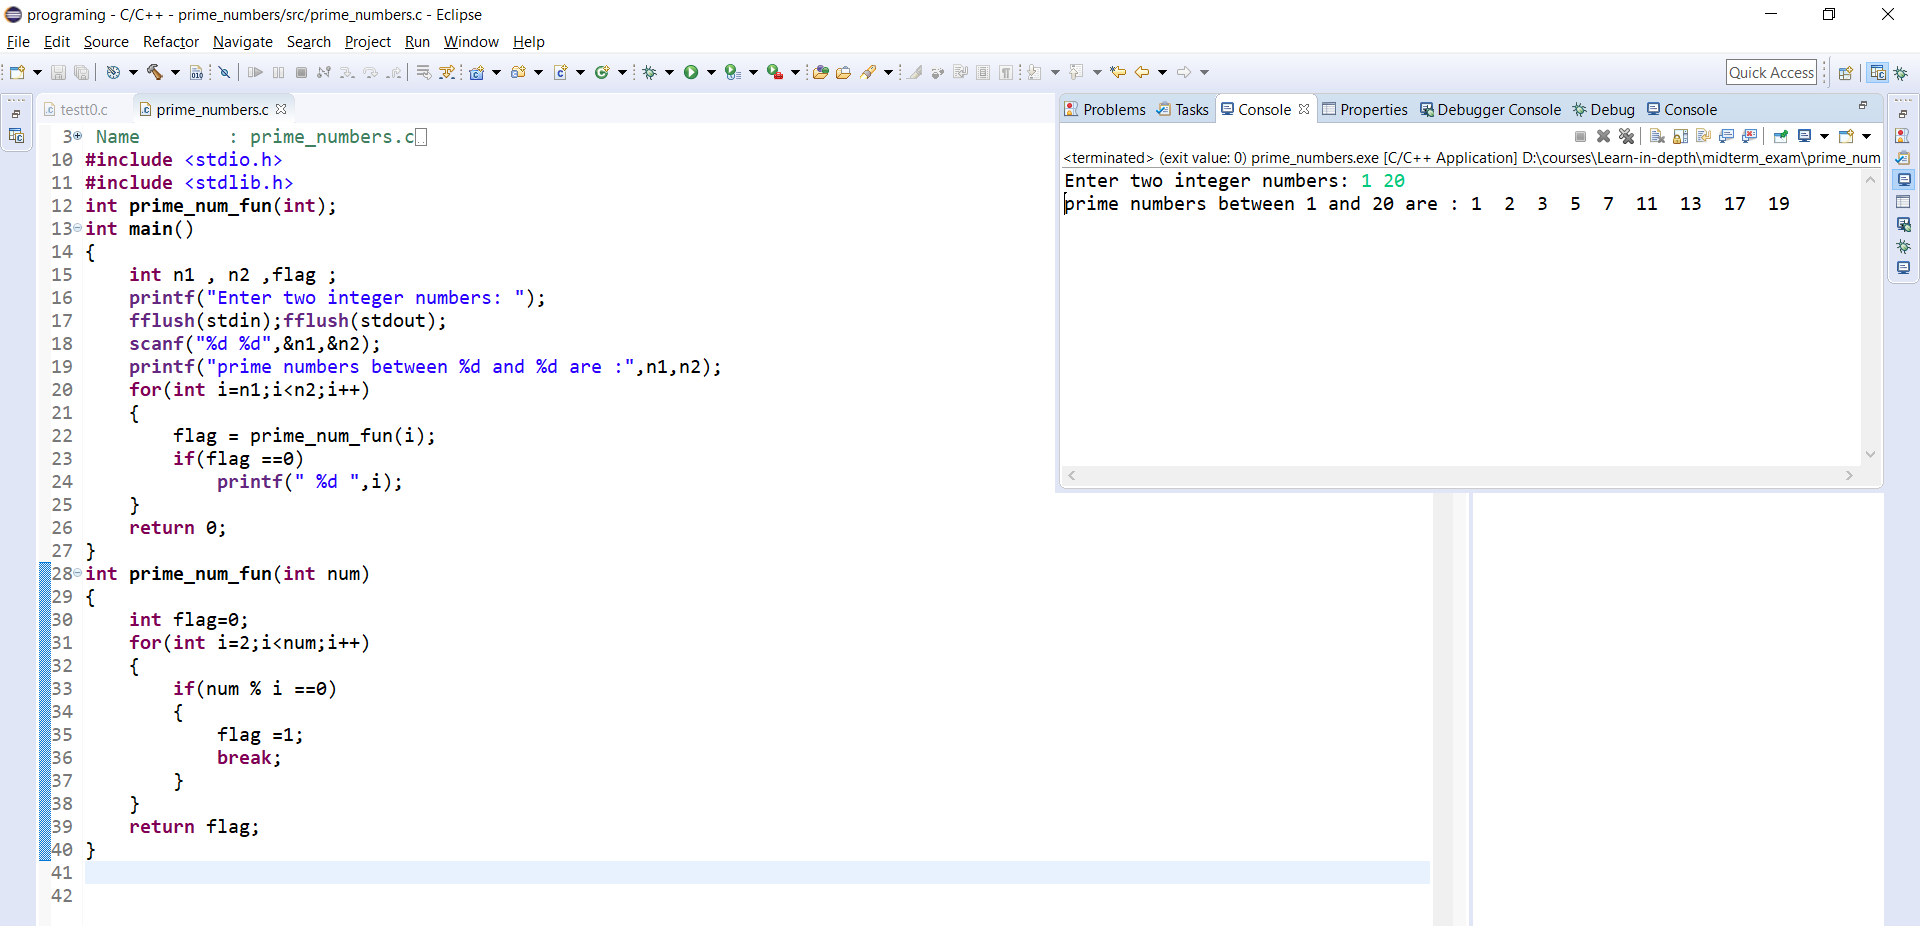 programing - C/C++ - prime_numbers/src/prime_numbers.c - Eclipse
File Edit Source Refactor Navigate Search Project Run Window Help
Quick Access
testt0.c prime_numbers.c
3 Name : prime_numbers.c
10 #include <stdio.h>
11 #include <stdlib.h>
12 int prime_num_fun(int);
13 int main()
14 {
15 int n1 , n2 ,flag ;
16 printf("Enter two integer numbers: ");
17 fflush(stdin);fflush(stdout);
18 scanf("%d %d",&n1,&n2);
19 printf("prime numbers between %d and %d are :",n1,n2);
20 for(int i=n1;i<n2;i++)
21 {
22 flag = prime_num_fun(i);
23 if(flag ==0)
24 printf(" %d ",i);
25 }
26 return 0;
27 }
28 int prime_num_fun(int num)
29 {
30 int flag=0;
31 for(int i=2;i<num;i++)
32 {
33 if(num % i ==0)
34 {
35 flag =1;
36 break;
37 }
38 }
39 return flag;
40 }
41
42
Problems Tasks Console Properties Debugger Console Debug Console
<terminated> (exit value: 0) prime_numbers.exe [C/C++ Application] D:\courses\Learn-in-depth\midterm_exam\prime_num
Enter two integer numbers: 1 20
prime numbers between 1 and 20 are : 1 2 3 5 7 11 13 17 19